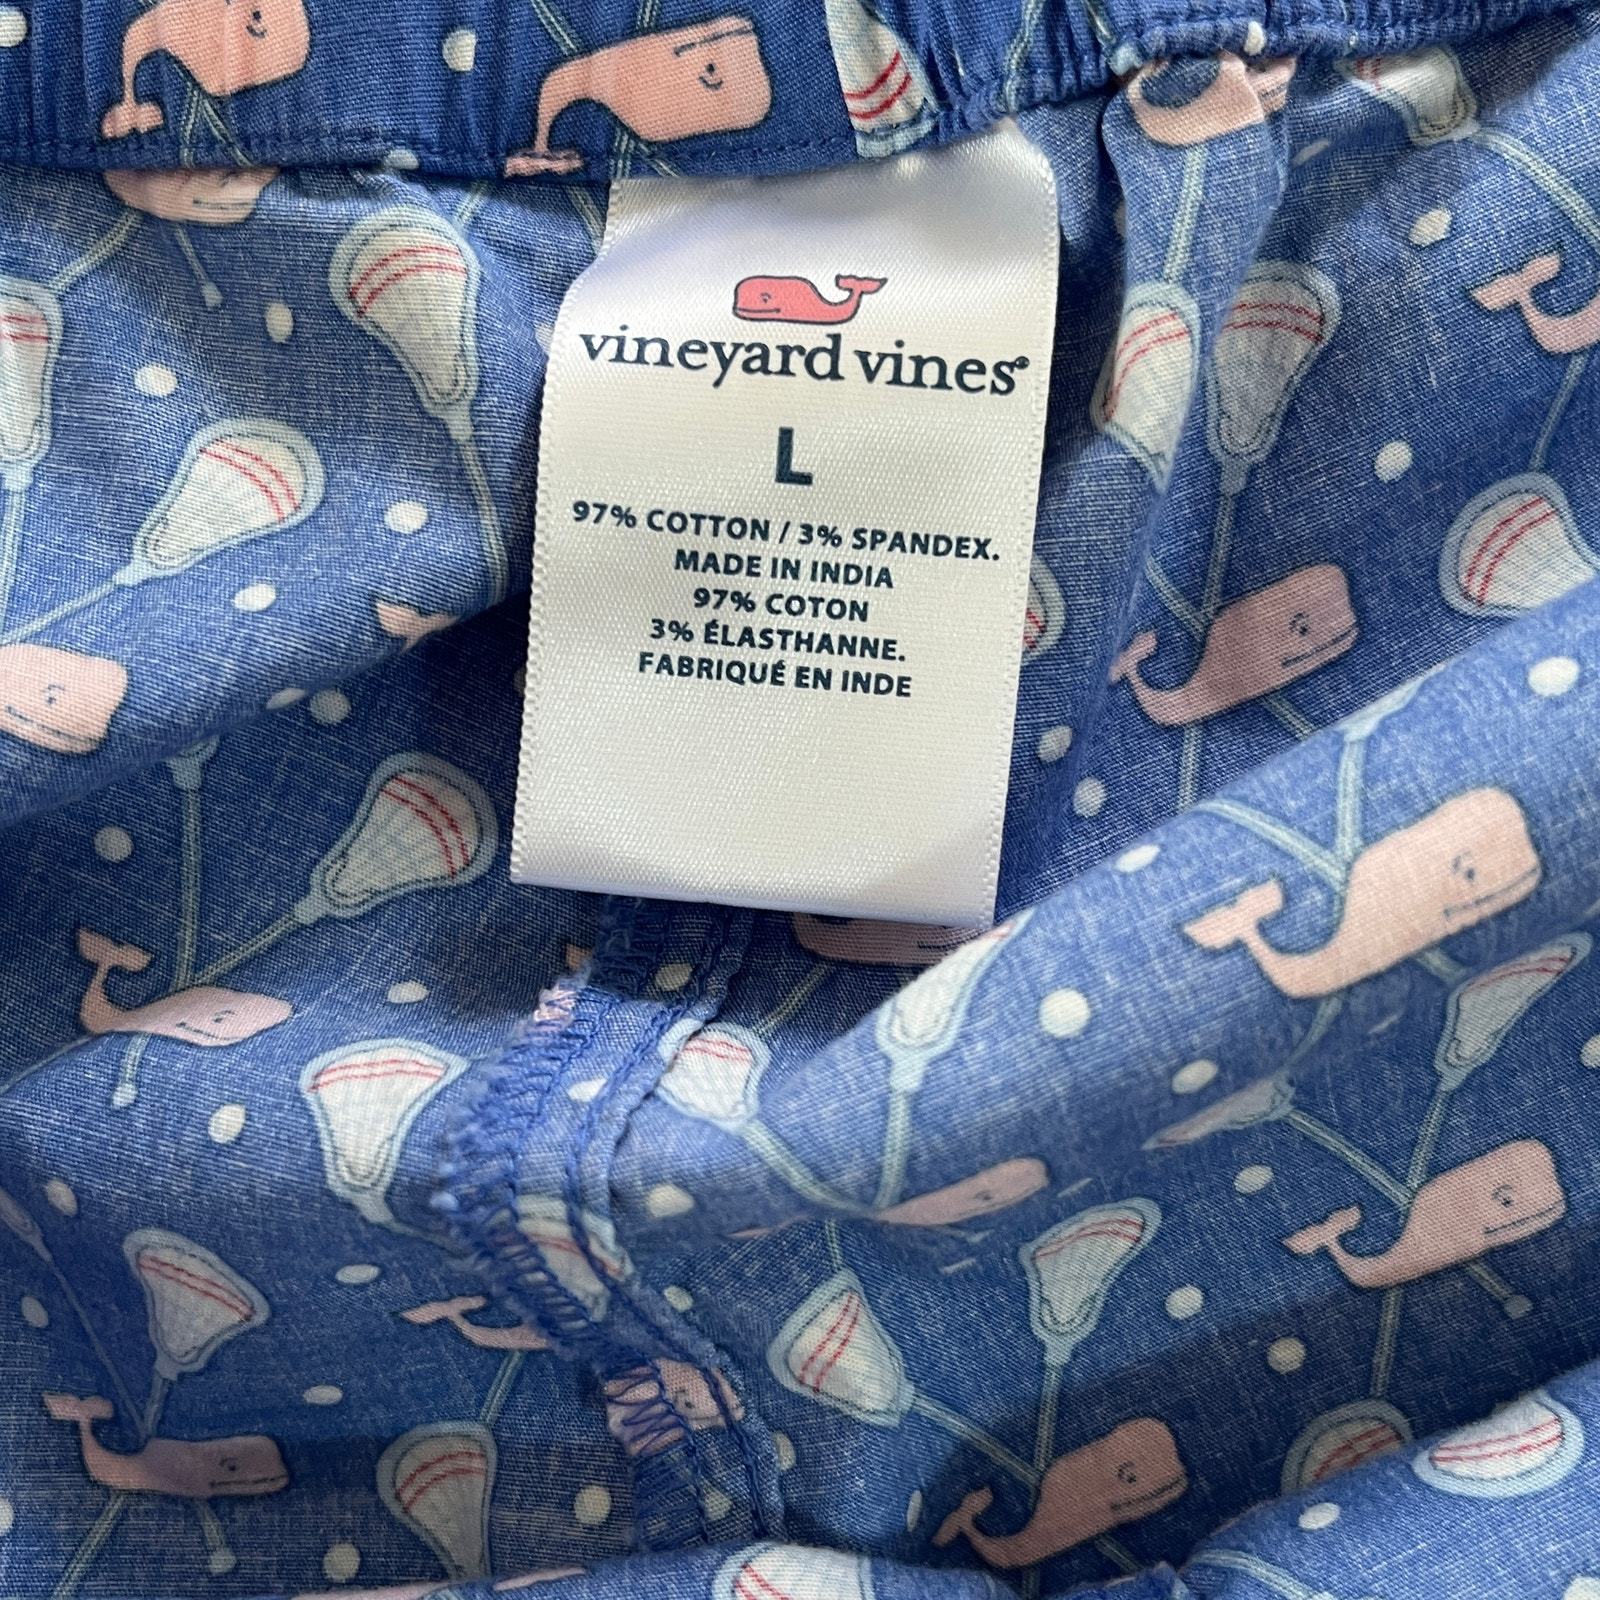 vineyard vines®
L
97% COTTON / 3% SPANDEX.
MADE IN INDIA
97% COTON
3% ÉLASTHANNE.
FABRIQUÉ EN INDE